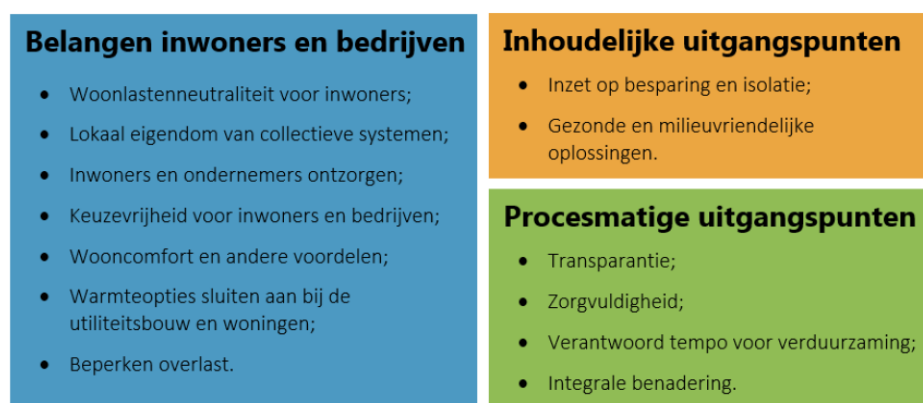 Belangen inwoners en bedrijven
• Woonlastenneutraliteit voor inwoners;
• Lokaal eigendom van collectieve systemen;
• Inwoners en ondernemers ontzorgen;
• Keuzevrijheid voor inwoners en bedrijven;
• Wooncomfort en andere voordelen;
• Warmteopties sluiten aan bij de
utiliteitsbouw en woningen;
• Beperken overlast.
Inhoudelijke uitgangspunten
• Inzet op besparing en isolatie;
• Gezonde en milieuvriendelijke
oplossingen.
Procesmatige uitgangspunten
• Transparantie;
• Zorgvuldigheid;
• Verantwoord tempo voor verduurzaming;
• Integrale benadering.